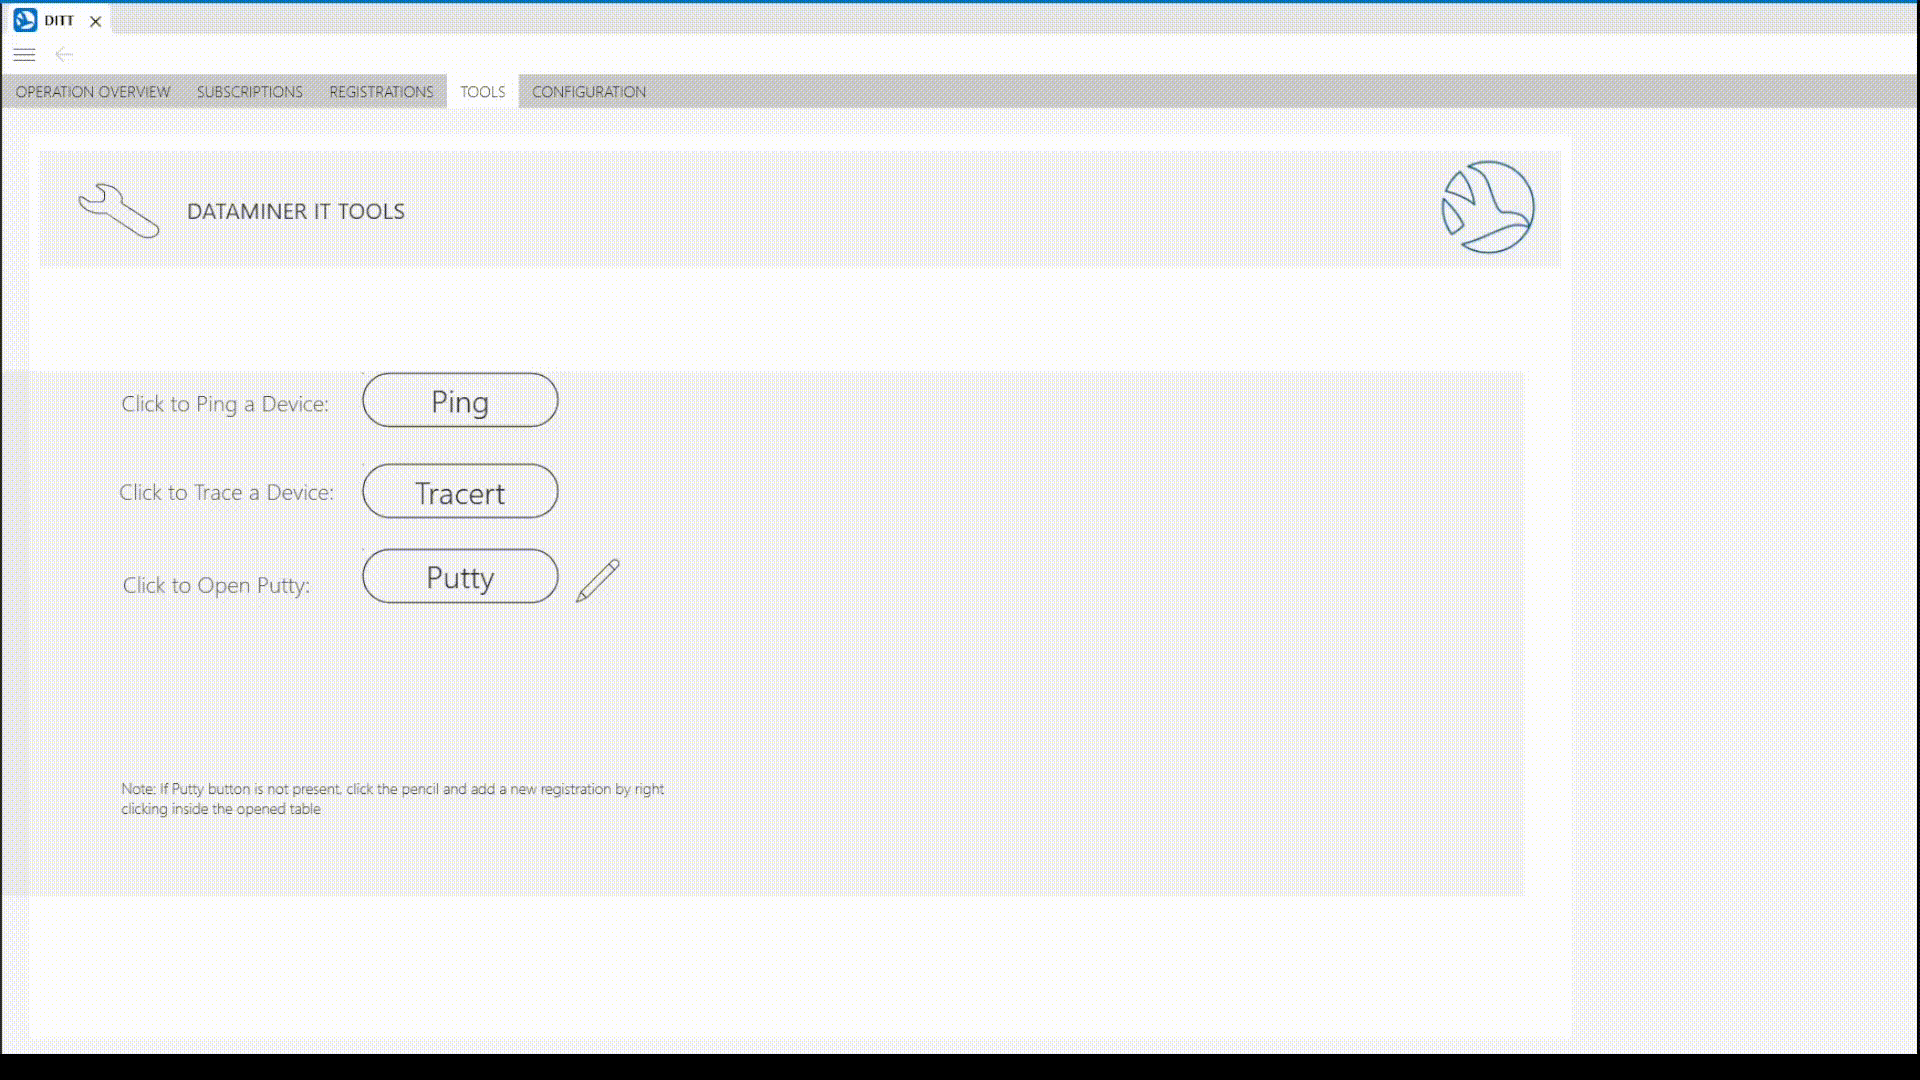 DITT
OPERATION OVERVIEW SUBSCRIPTIONS REGISTRATIONS TOOLS CONFIGURATION
DATAMINER IT TOOLS
Click to Ping a Device: Ping
Click to Trace a Device: Tracert
Click to Open Putty: Putty
Note: If Putty button is not present, click the pencil and add a new registration by right
clicking inside the opened table